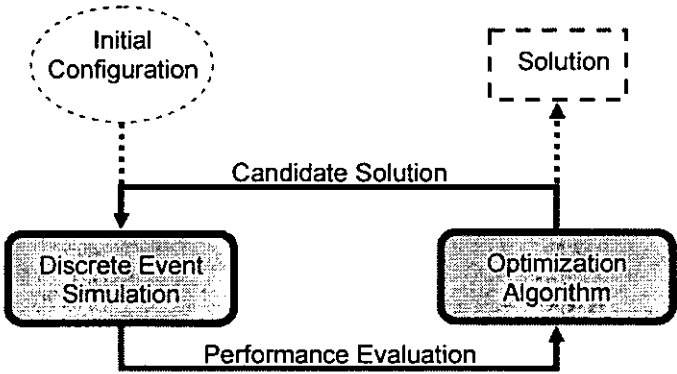 Initial
Configuration
Solution
Candidate Solution
Discrete Event
Simulation
Optimization
Algorithm
Performance Evaluation